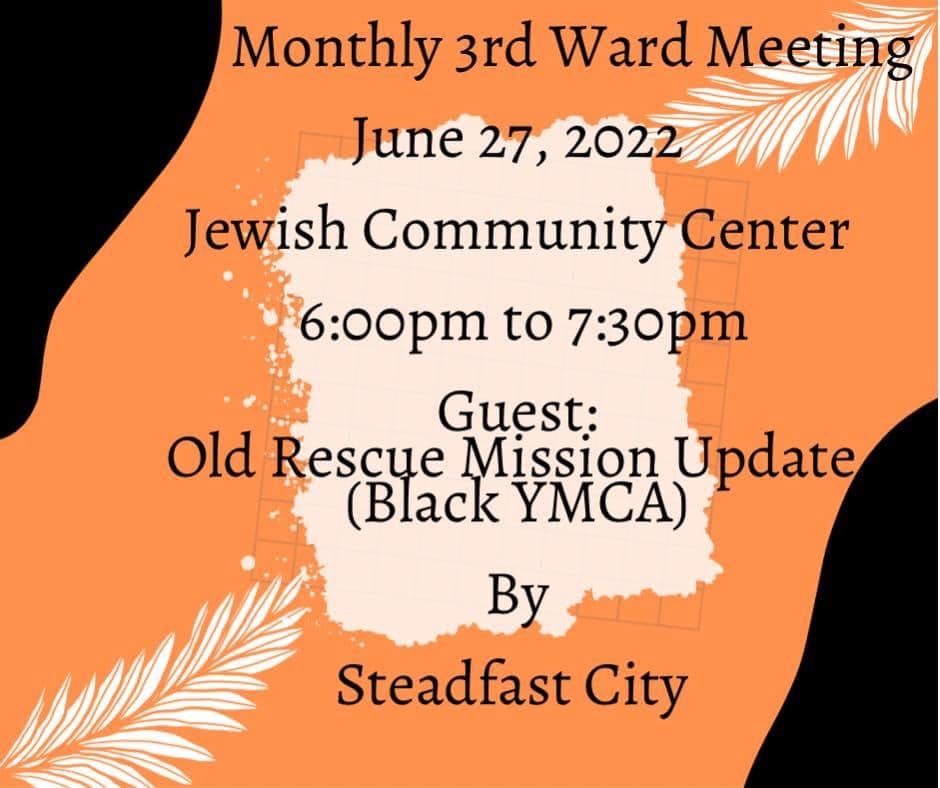 Monthly 3rd Ward Meeting
June 27, 2022
Jewish Community Center
6:00pm to 7:30pm
Guest:
Old Rescue Mission Update
(Black YMCA)
By
Steadfast City